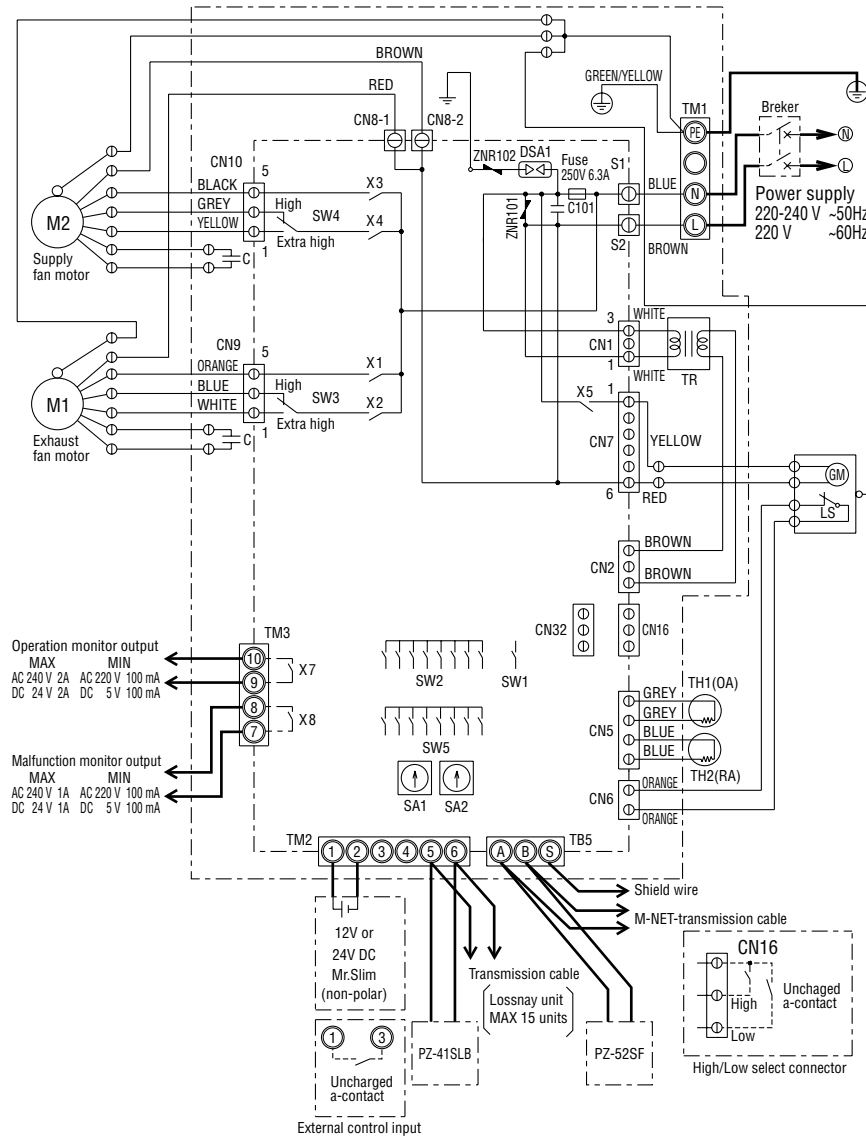 BROWN
RED
GREEN/YELLOW
TM1
Breker
PE
N
L
N
L
BLUE
BROWN
Power supply
220-240 V ~50Hz
220 V ~60Hz
CN8-1
CN8-2
ZNR102
DSA1
Fuse
250V 6.3A
S1
S2
C101
ZNR101
CN10
5
BLACK
GREY
YELLOW
1
High
SW4
Extra high
X3
X4
C
M2
Supply
fan motor
3
WHITE
CN1
1
WHITE
TR
CN9
5
ORANGE
BLUE
WHITE
1
High
SW3
Extra high
X1
X2
C
M1
Exhaust
fan motor
X5
1
CN7
YELLOW
6
RED
GM
LS
BROWN
CN2
BROWN
CN32
CN16
TM3
10
9
8
7
X7
X8
Operation monitor output
MAX MIN
AC 240 V 2A AC 220 V 100 mA
DC 24 V 2A DC 5 V 100 mA
Malfunction monitor output
MAX MIN
AC 240 V 1A AC 220 V 100 mA
DC 24 V 1A DC 5 V 100 mA
SW2
SW1
SW5
SA1
SA2
GREY
GREY
CN5
BLUE
BLUE
TH1(OA)
TH2(RA)
ORANGE
CN6
ORANGE
TM2
1 2 3 4 5 6
A B S
TB5
Shield wire
M-NET-transmission cable
12V or
24V DC
Mr.Slim
(non-polar)
Transmission cable
Lossnay unit
MAX 15 units
1 3
Uncharged
a-contact
External control input
PZ-41SLB
PZ-52SF
CN16
High
Low
Unchaged
a-contact
High/Low select connector